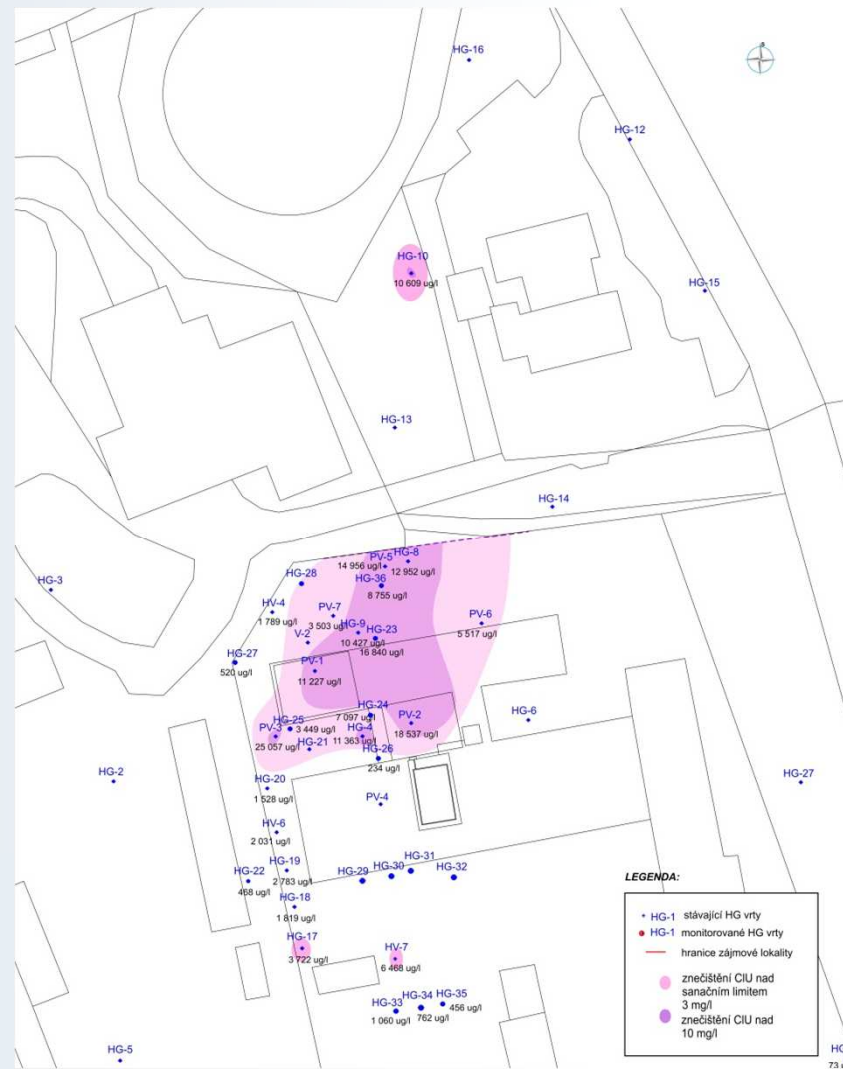 HG-16
HG-12
HG-10
10 609 ug/l
HG-15
HG-13
HG-14
HG-3
PV-5
HG-8
14 956 ug/l
12 952 ug/l
HG-28
HG-36
8 755 ug/l
HV-4
1 789 ug/l
PV-7
3 503 ug/l
PV-6
5 517 ug/l
HG-9
HG-23
10 427 ug/l
16 840 ug/l
V-2
HG-27
520 ug/l
PV-1
11 227 ug/l
HG-24
7 097 ug/l
PV-2
18 537 ug/l
HG-6
HG-25
3 449 ug/l
PV-3
25 057 ug/l
HG-4
11 363 ug/l
HG-21
HG-26
234 ug/l
HG-2
HG-20
1 528 ug/l
HG-27
PV-4
HV-6
2 031 ug/l
HG-19
2 783 ug/l
HG-22
468 ug/l
HG-29
HG-30
HG-31
HG-32
HG-18
1 819 ug/l
HG-17
3 722 ug/l
HV-7
6 468 ug/l
HG-33
1 060 ug/l
HG-34
762 ug/l
HG-35
456 ug/l
HG-5
LEGENDA:
HG-1 stávající HG vrty
HG-1 monitorované HG vrty
hranice zájmové lokality
znečištění ClU nad
sanačním limitem
3 mg/l
znečištění ClU nad
10 mg/l
HG
73 u